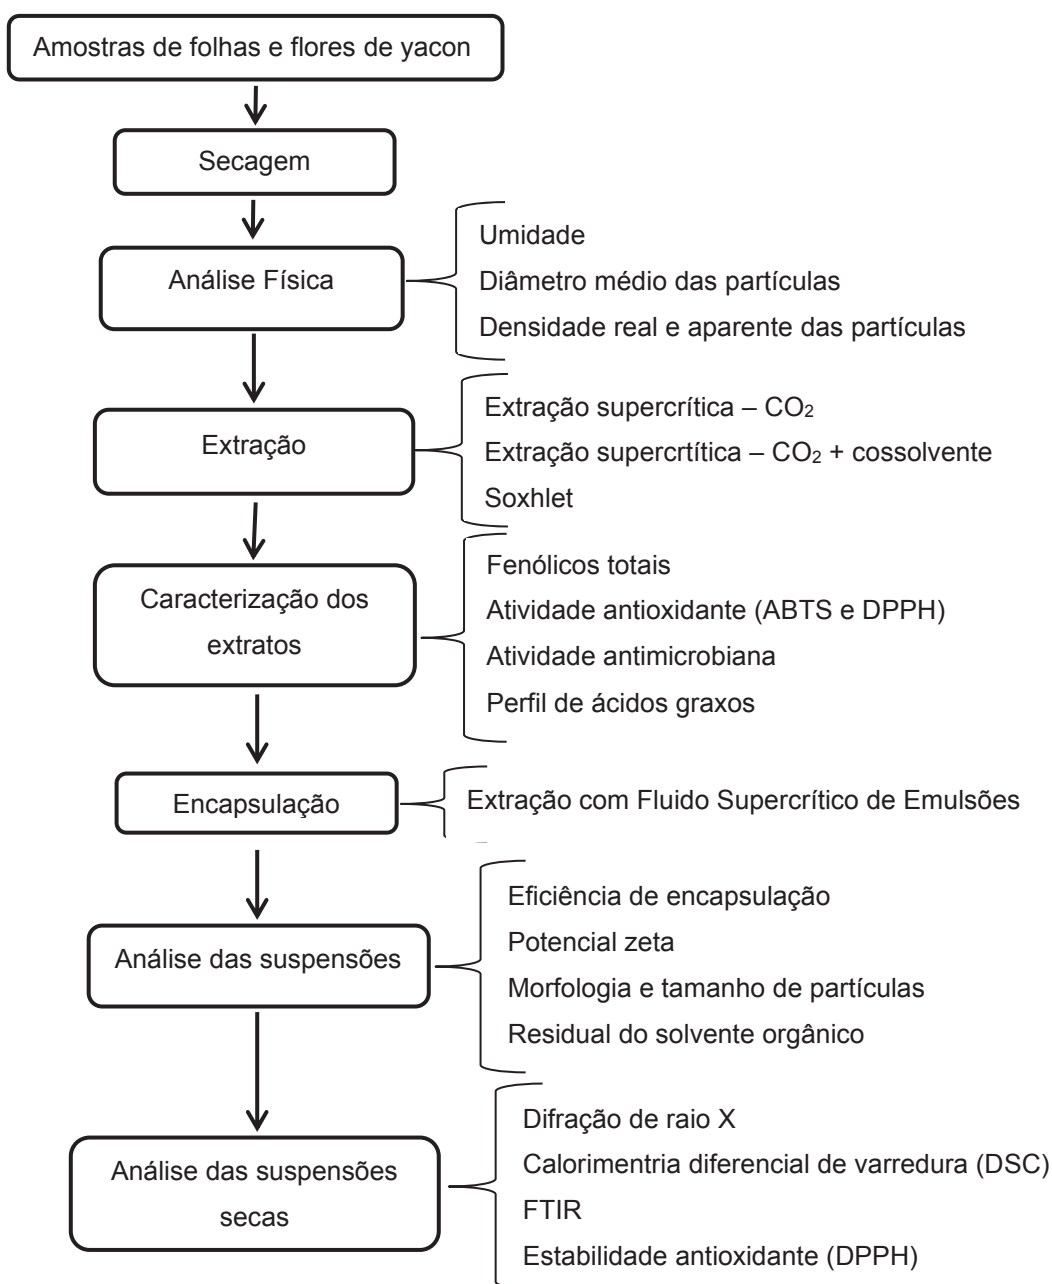 Amostras de folhas e flores de yacon
Secagem
Análise Física
Umidade
Diâmetro médio das partículas
Densidade real e aparente das partículas
Extração
Extração supercrítica – CO₂
Extração supercrtítica – CO₂ + cossolvente
Soxhlet
Caracterização dos
extratos
Fenólicos totais
Atividade antioxidante (ABTS e DPPH)
Atividade antimicrobiana
Perfil de ácidos graxos
Encapsulação
Extração com Fluido Supercrítico de Emulsões
Análise das suspensões
Eficiência de encapsulação
Potencial zeta
Morfologia e tamanho de partículas
Residual do solvente orgânico
Análise das suspensões
secas
Difração de raio X
Calorimentria diferencial de varredura (DSC)
FTIR
Estabilidade antioxidante (DPPH)